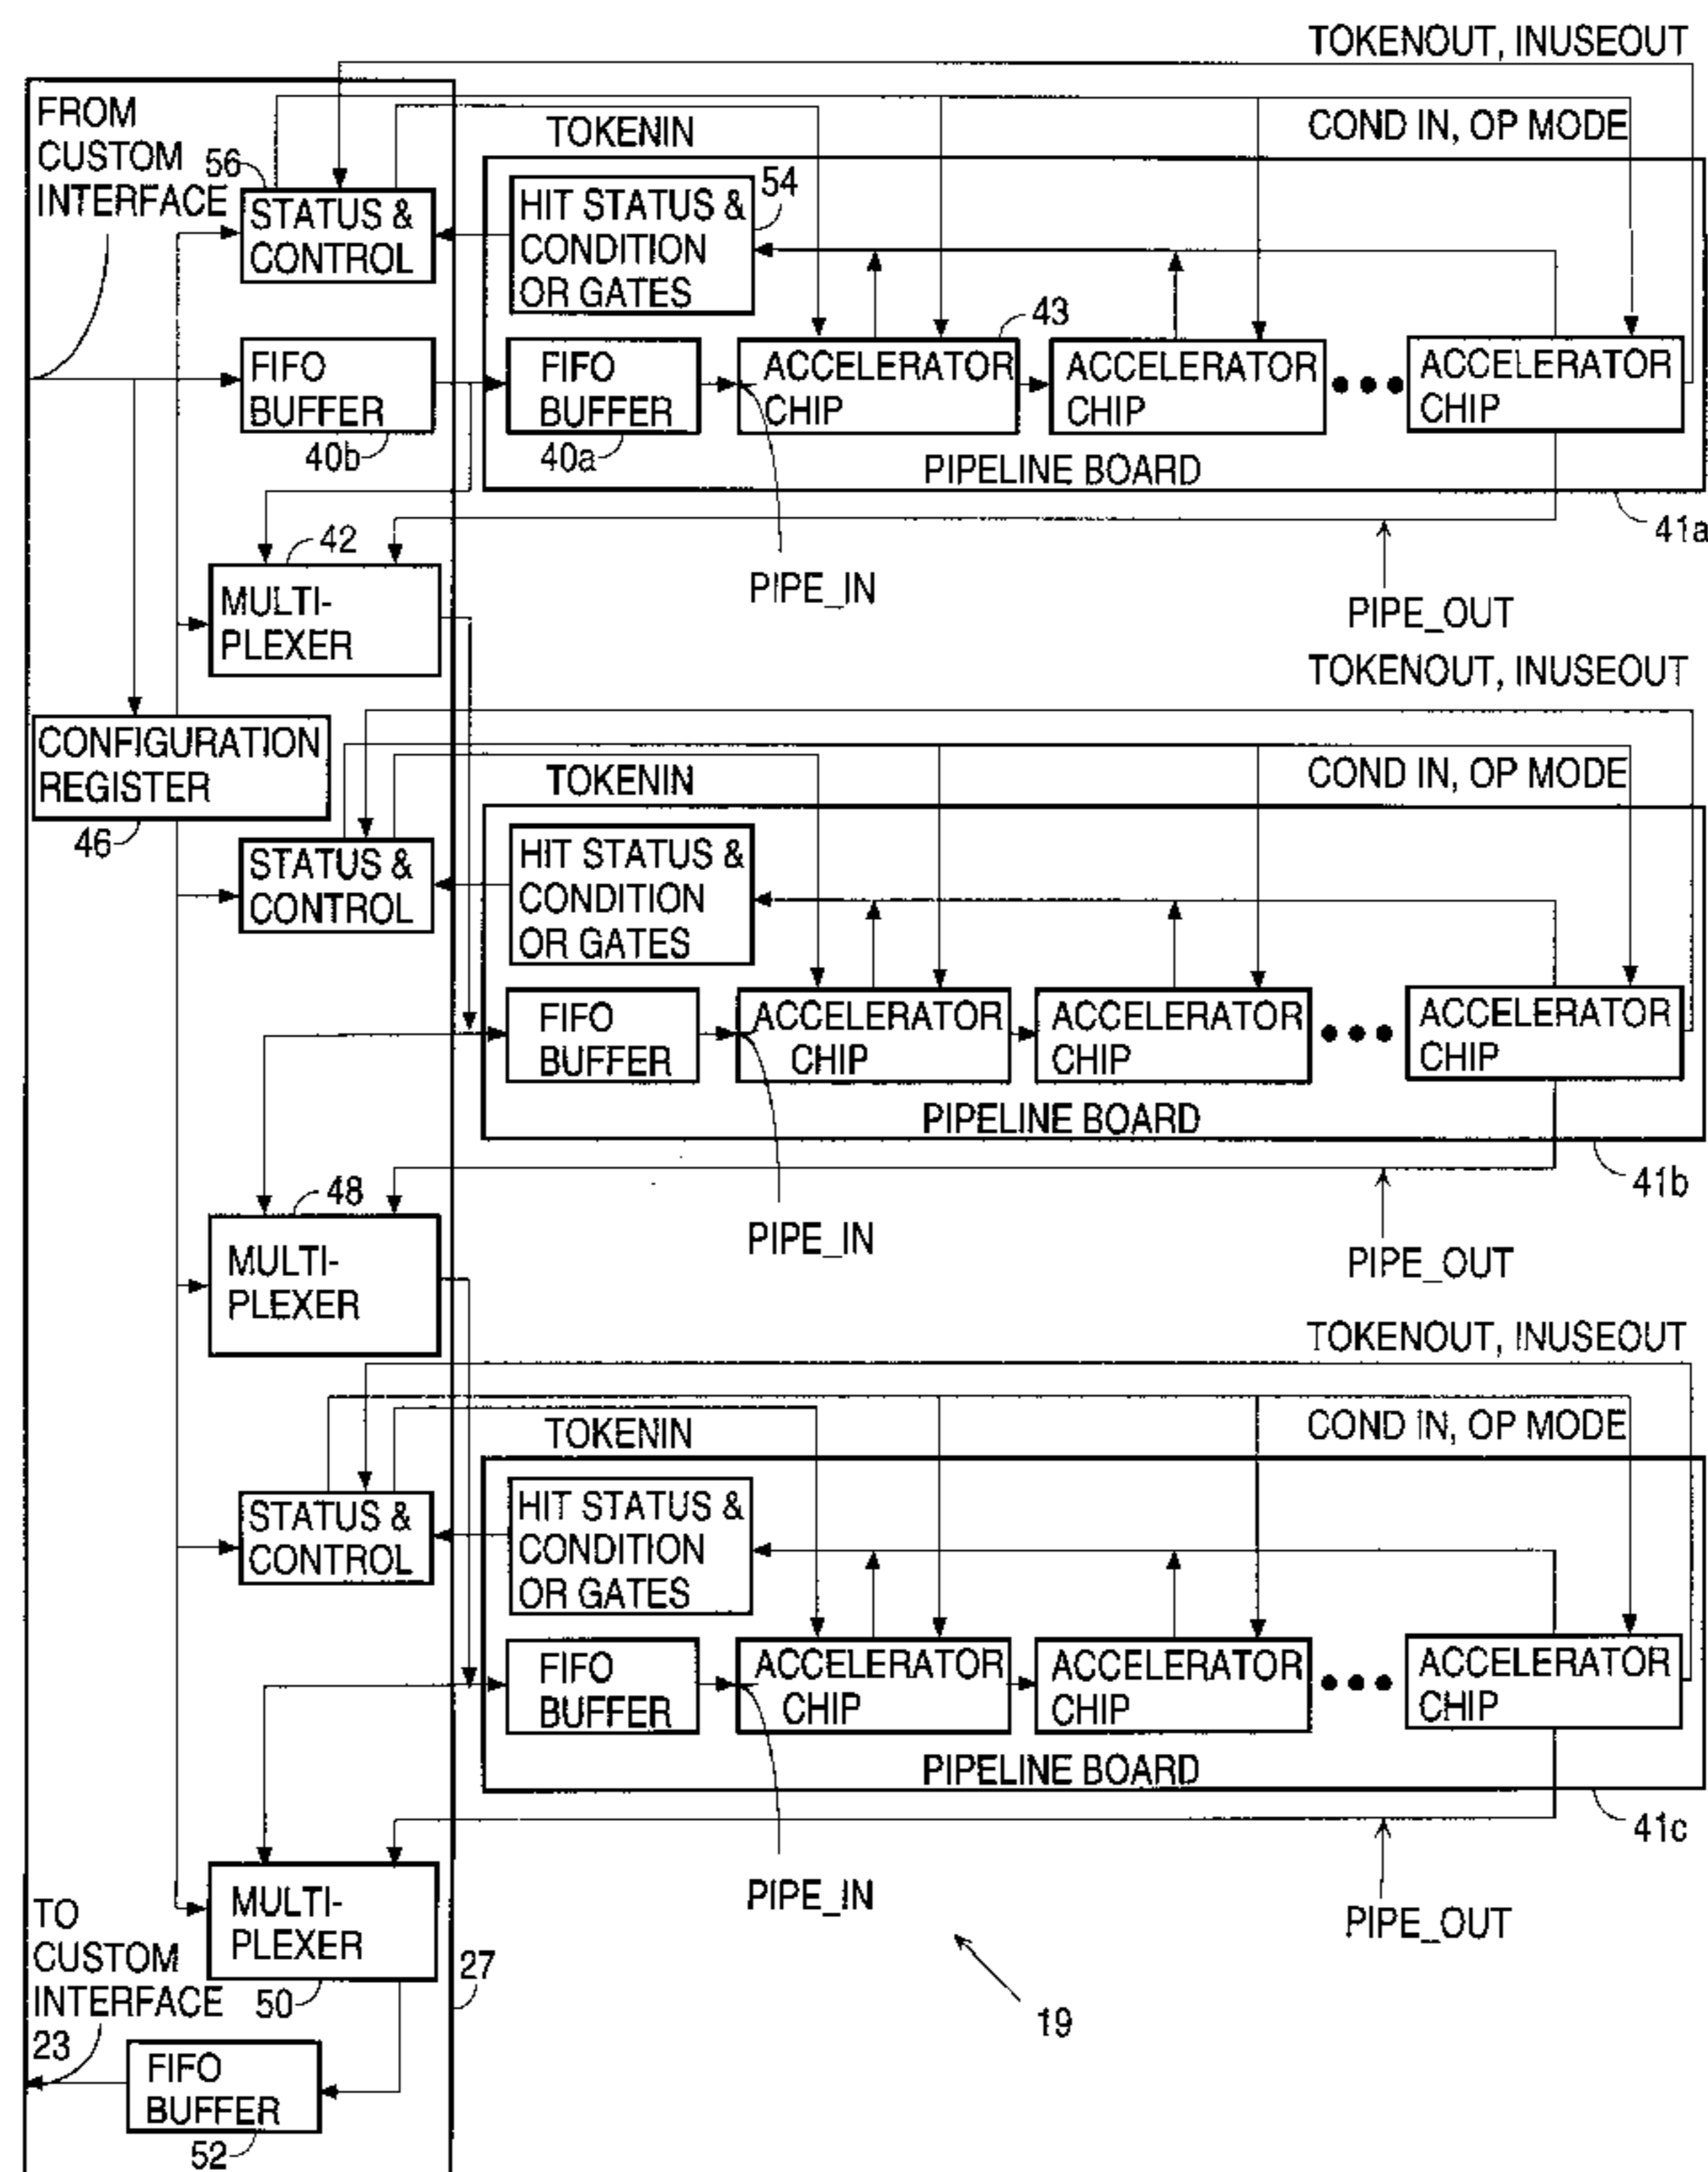 TOKENOUT, INUSEOUT
FROM
CUSTOM
INTERFACE
56
TOKENIN
COND IN, OP MODE
STATUS &
CONTROL
HIT STATUS &
CONDITION
OR GATES
54
FIFO
BUFFER
40b
FIFO
BUFFER
40a
ACCELERATOR
CHIP
43
ACCELERATOR
CHIP
ACCELERATOR
CHIP
PIPELINE BOARD
41a
42
MULTI-
PLEXER
PIPE_IN
PIPE_OUT
TOKENOUT, INUSEOUT
CONFIGURATION
REGISTER
46
TOKENIN
COND IN, OP MODE
STATUS &
CONTROL
HIT STATUS &
CONDITION
OR GATES
FIFO
BUFFER
ACCELERATOR
CHIP
ACCELERATOR
CHIP
ACCELERATOR
CHIP
PIPELINE BOARD
41b
48
MULTI-
PLEXER
PIPE_IN
PIPE_OUT
TOKENOUT, INUSEOUT
TOKENIN
COND IN, OP MODE
STATUS &
CONTROL
HIT STATUS &
CONDITION
OR GATES
FIFO
BUFFER
ACCELERATOR
CHIP
ACCELERATOR
CHIP
ACCELERATOR
CHIP
PIPELINE BOARD
41c
MULTI-
PLEXER
50
PIPE_IN
PIPE_OUT
TO
CUSTOM
INTERFACE
23
27
19
FIFO
BUFFER
52